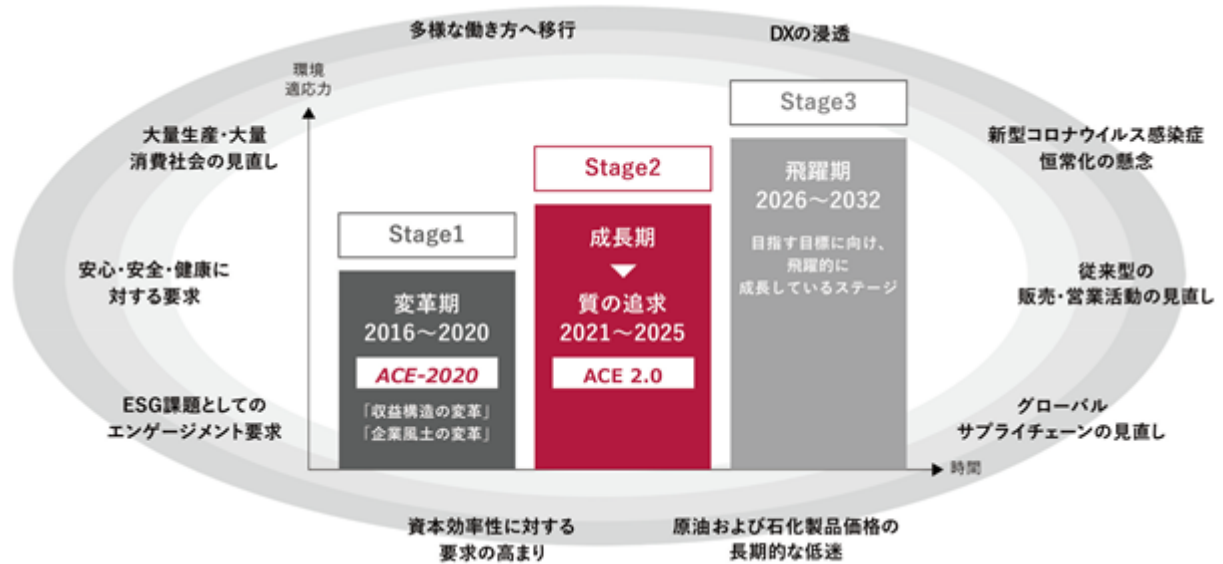 多様な働き方へ移行
DXの浸透
環境
適応力
大量生産・大量
消費社会の見直し
安心・安全・健康に
対する要求
ESG課題としての
エンゲージメント要求
Stage1
変革期
2016～2020
ACE-2020
「収益構造の変革」
「企業風土の変革」
Stage2
成長期
質の追求
2021～2025
ACE 2.0
Stage3
飛躍期
2026～2032
目指す目標に向け、
飛躍的に
成長しているステージ
新型コロナウイルス感染症
恒常化の懸念
従来型の
販売・営業活動の見直し
グローバル
サプライチェーンの見直し
時間
資本効率性に対する
要求の高まり
原油および石化製品価格の
長期的な低迷